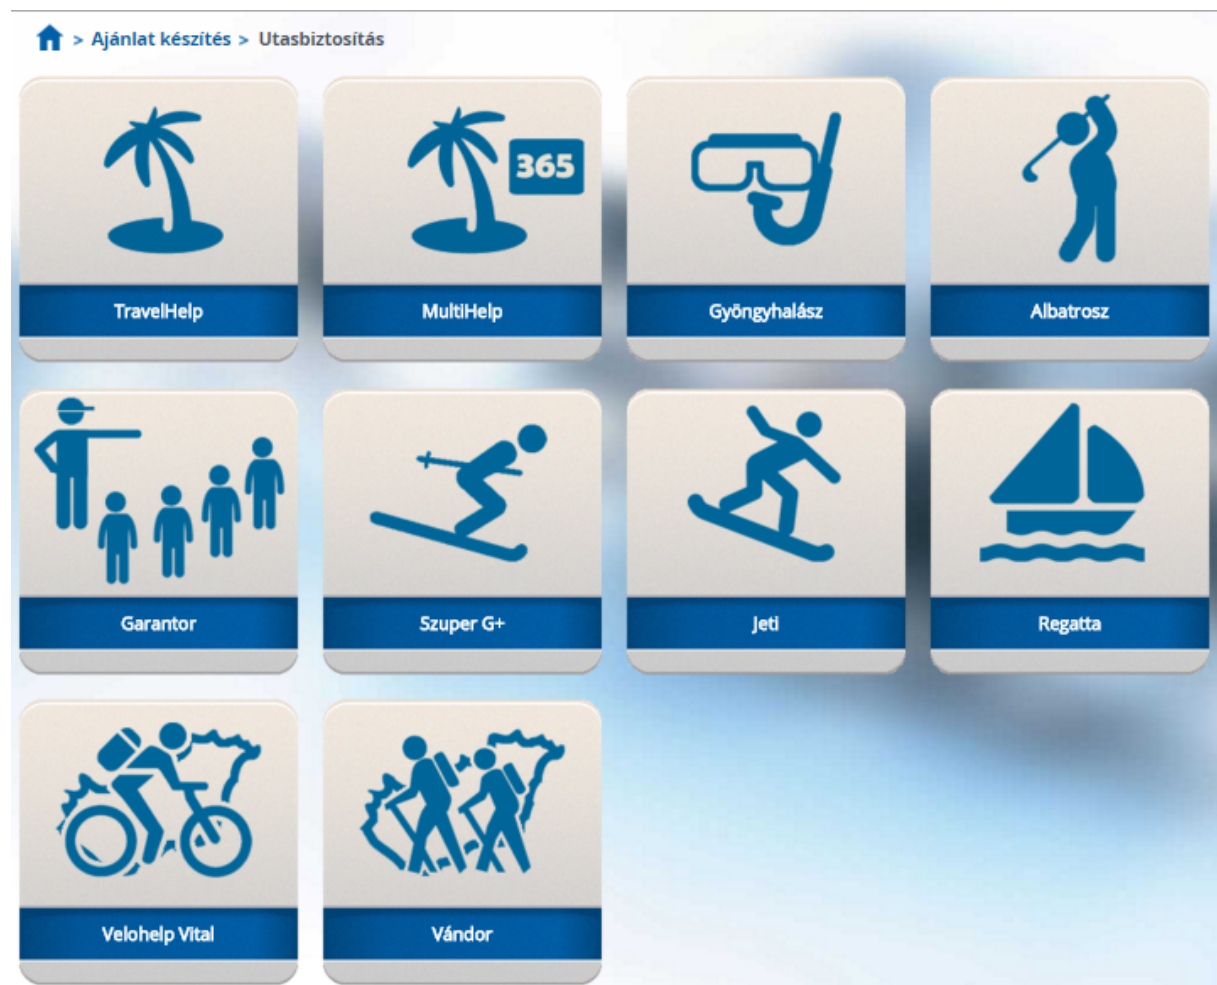 > Ajánlat készítés > Utasbiztosítás
365
TravelHelp
MultiHelp
Gyöngyhalász
Albatrosz
Garantor
Szuper G+
Jeti
Regatta
Velohelp Vital
Vándor